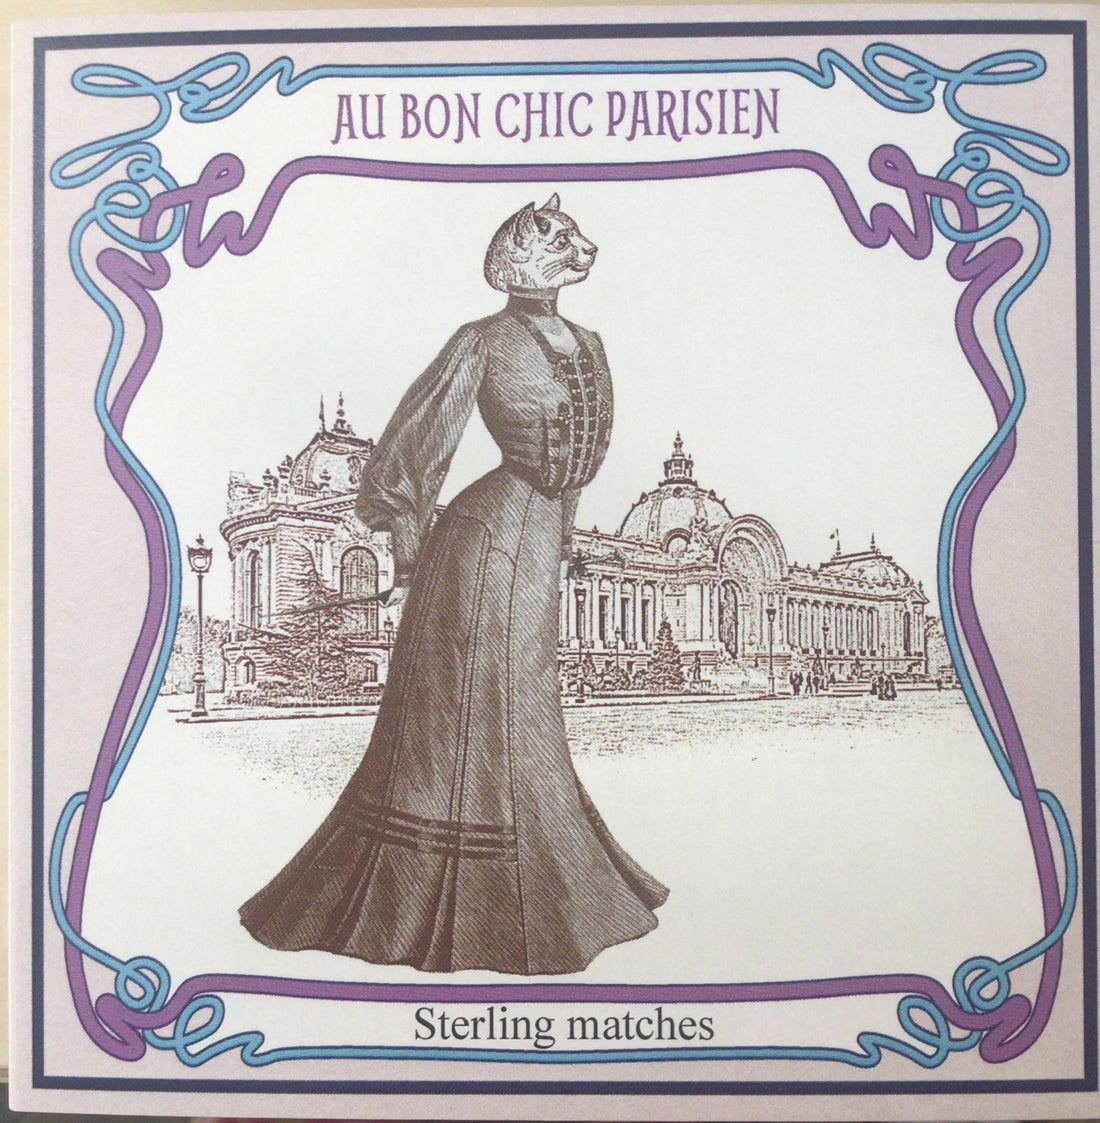 AU BON CHIC PARISIEN
Sterling matches